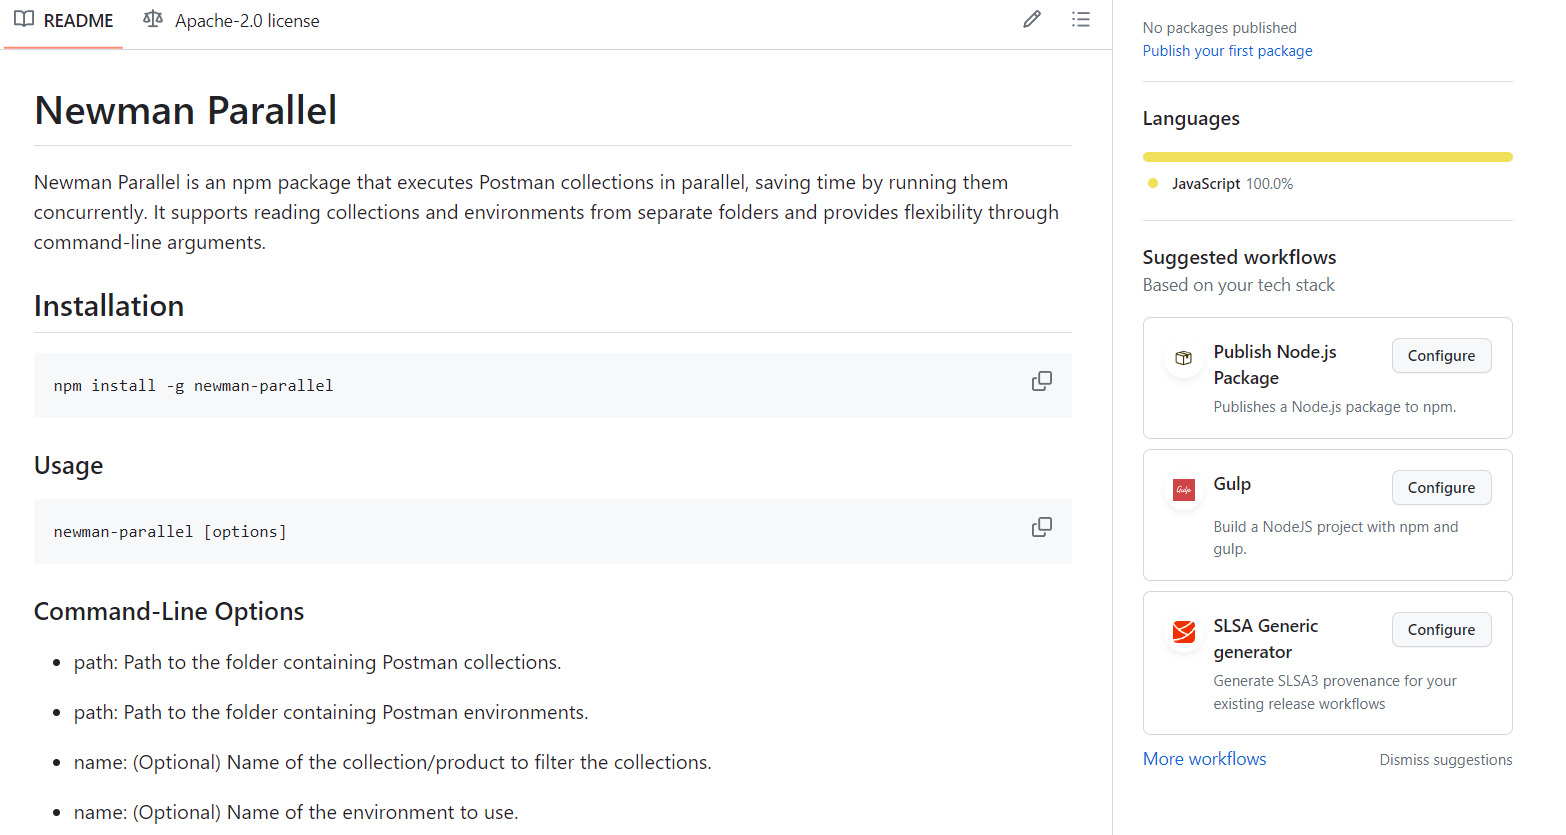 README
Apache-2.0 license
Newman Parallel
Newman Parallel is an npm package that executes Postman collections in parallel, saving time by running them
concurrently. It supports reading collections and environments from separate folders and provides flexibility through
command-line arguments.
Installation
npm install -g newman-parallel
Usage
newman-parallel [options]
Command-Line Options
path: Path to the folder containing Postman collections.
path: Path to the folder containing Postman environments.
name: (Optional) Name of the collection/product to filter the collections.
name: (Optional) Name of the environment to use.
No packages published
Publish your first package
Languages
JavaScript 100.0%
Suggested workflows
Based on your tech stack
Publish Node.js
Package
Configure
Publishes a Node.js package to npm.
Gulp
Gulp
Configure
Build a NodeJS project with npm and
gulp.
SLSA Generic
generator
Configure
Generate SLSA3 provenance for your
existing release workflows
More workflows
Dismiss suggestions